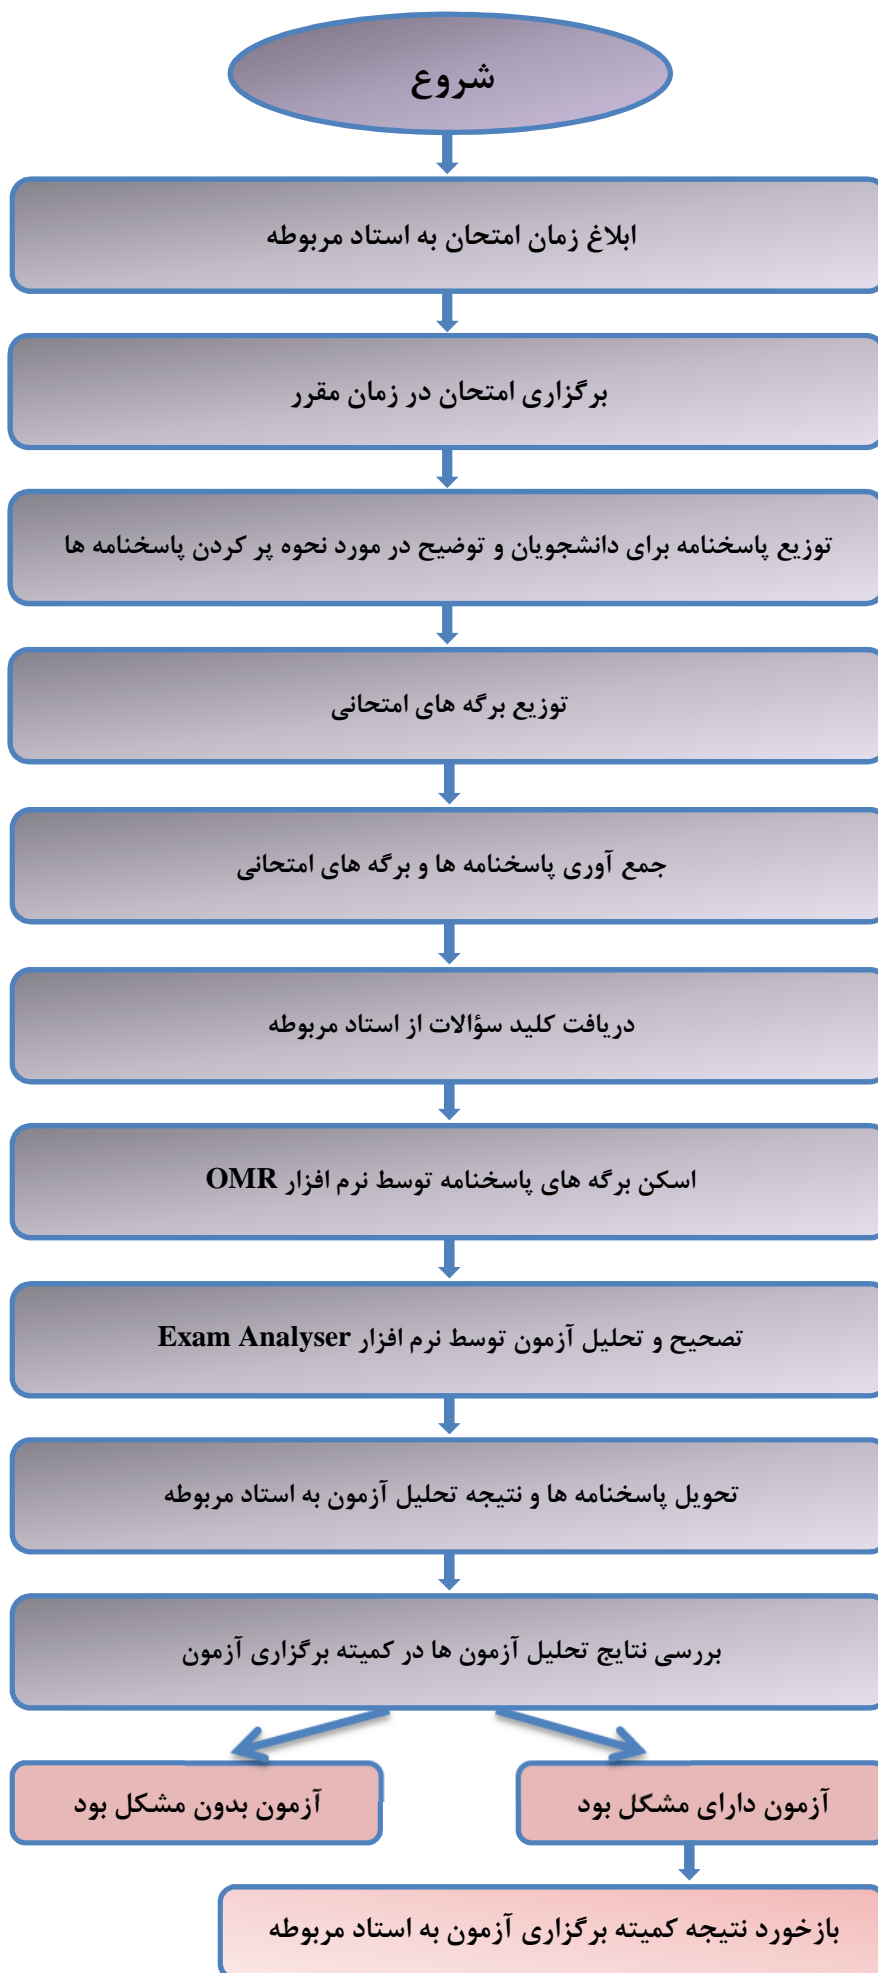 شروع
ابلاغ زمان امتحان به استاد مربوطه
برگزاری امتحان در زمان مقرر
توزیع پاسخنامه برای دانشجویان و توضیح در مورد نحوه پر کردن پاسخنامه ها
توزیع برگه های امتحانی
جمع آوری پاسخنامه ها و برگه های امتحانی
دریافت کلید سؤالات از استاد مربوطه
اسکن برگه های پاسخنامه توسط نرم افزار OMR
تصحیح و تحلیل آزمون توسط نرم افزار Exam Analyser
تحویل پاسخنامه ها و نتیجه تحلیل آزمون به استاد مربوطه
بررسی نتایج تحلیل آزمون ها در کمیته برگزاری آزمون
آزمون دارای مشکل بود
آزمون بدون مشکل بود
بازخورد نتیجه کمیته برگزاری آزمون به استاد مربوطه